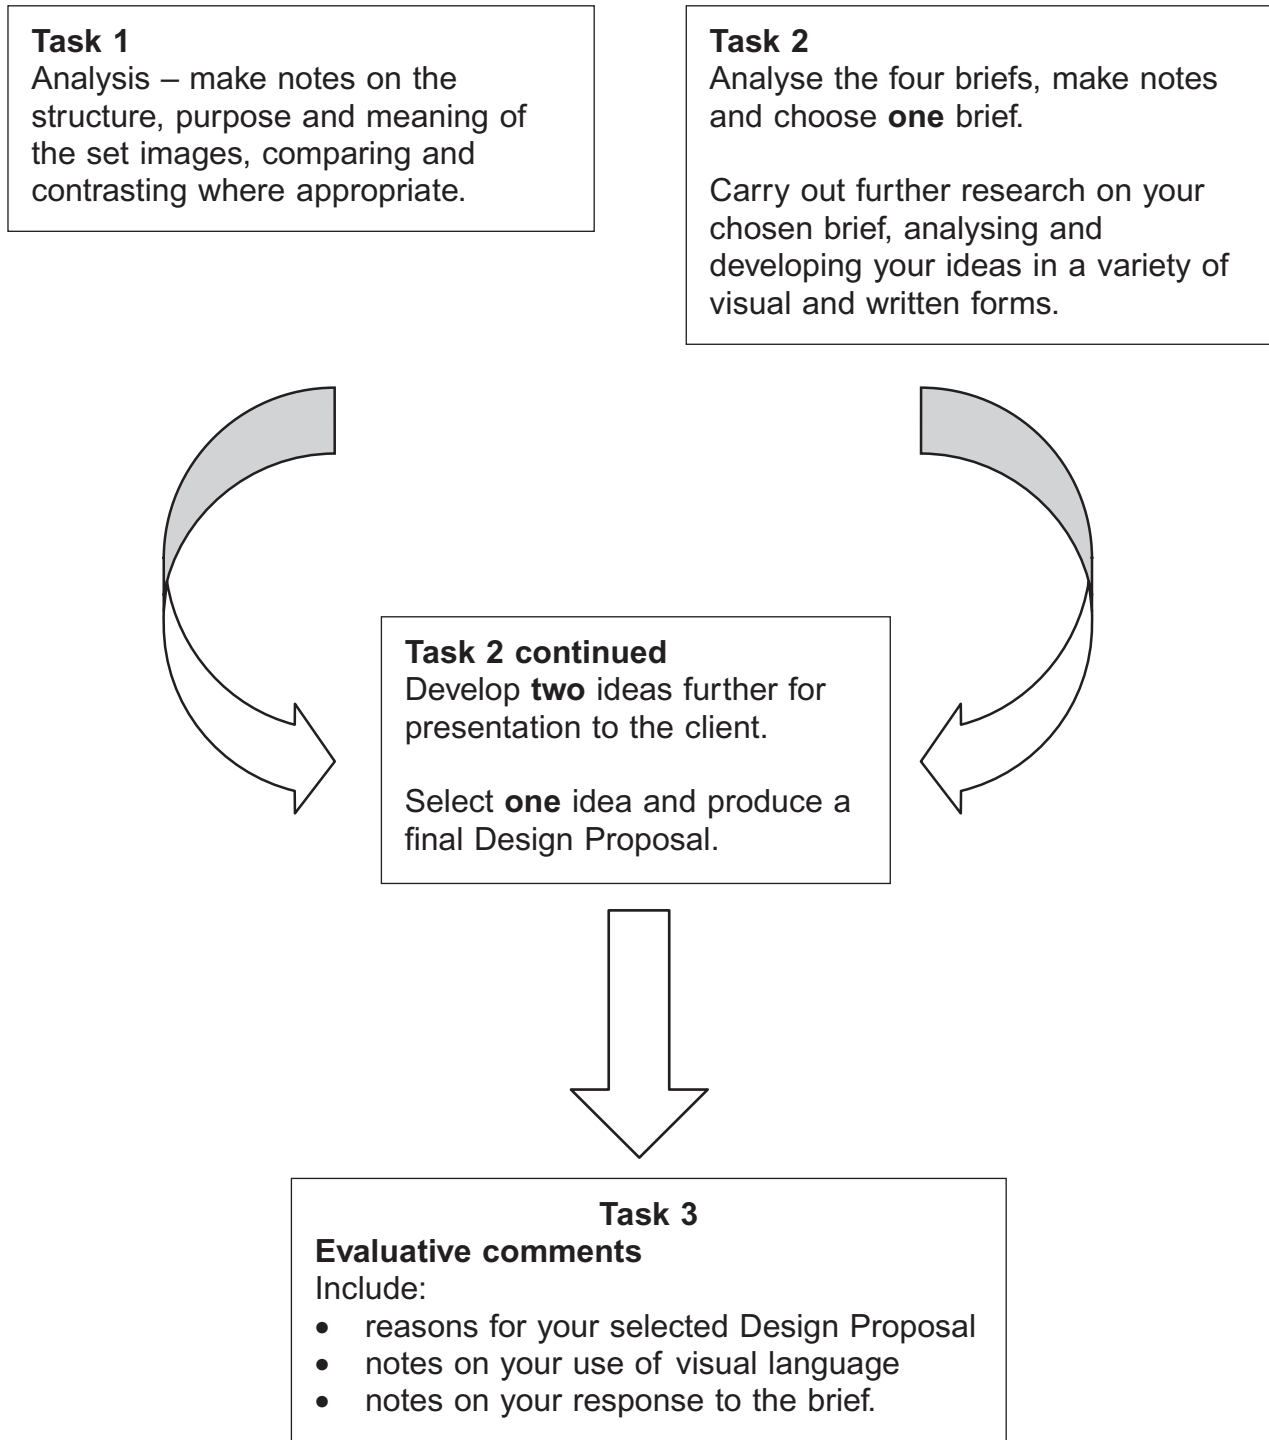 Task 1
Analysis – make notes on the
structure, purpose and meaning of
the set images, comparing and
contrasting where appropriate.
Task 2
Analyse the four briefs, make notes
and choose one brief.
Carry out further research on your
chosen brief, analysing and
developing your ideas in a variety of
visual and written forms.
Task 2 continued
Develop two ideas further for
presentation to the client.
Select one idea and produce a
final Design Proposal.
Task 3
Evaluative comments
Include:
• reasons for your selected Design Proposal
• notes on your use of visual language
• notes on your response to the brief.